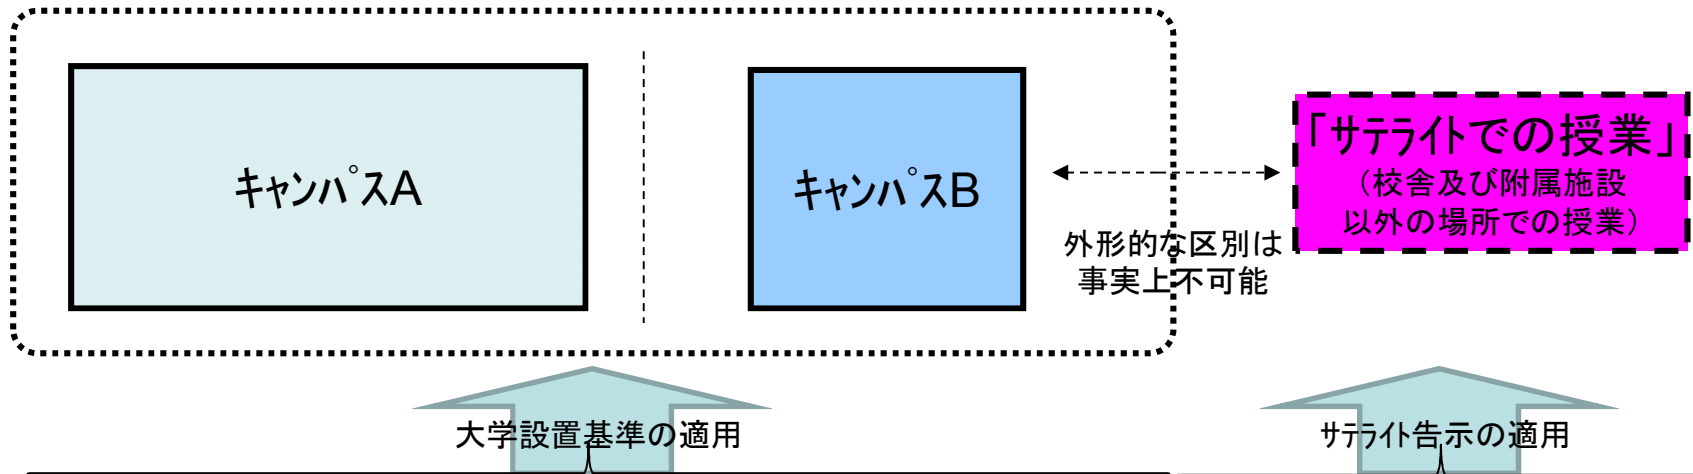 キャンパスA
キャンパスB
「サテライトでの授業」
（校舎及び附属施設
以外の場所での授業）
外形的な区別は
事実上不可能
大学設置基準の適用
サテライト告示の適用